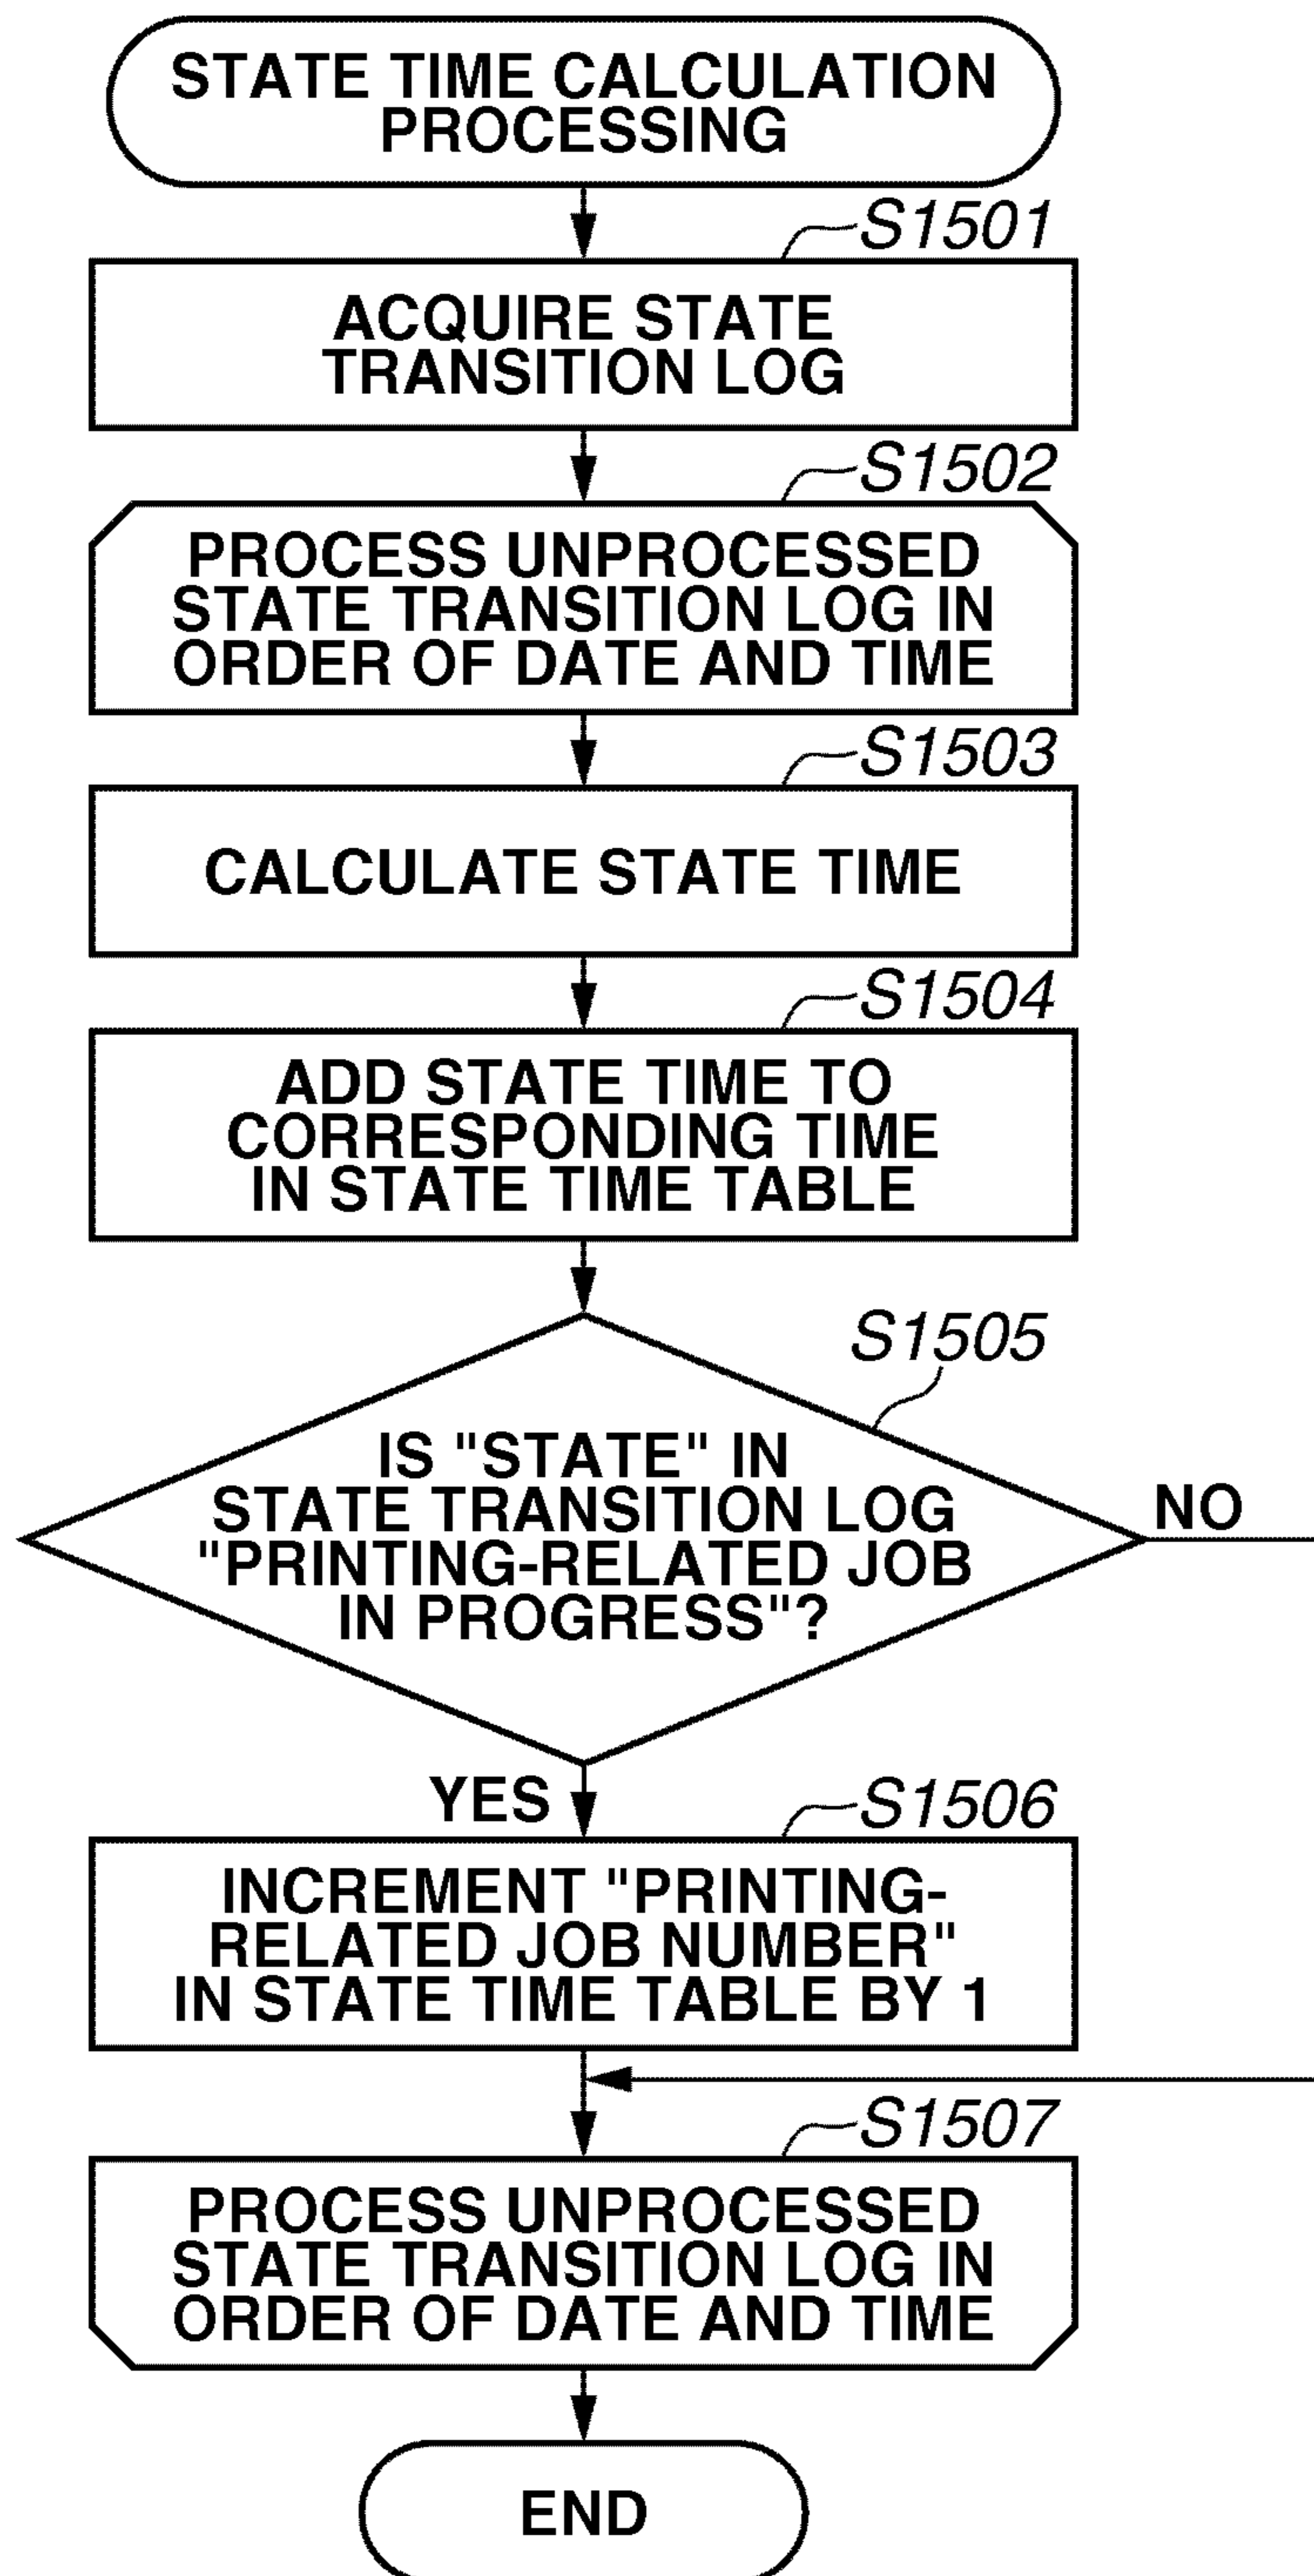 STATE TIME CALCULATION
PROCESSING
S1501
ACQUIRE STATE
TRANSITION LOG
S1502
PROCESS UNPROCESSED
STATE TRANSITION LOG IN
ORDER OF DATE AND TIME
S1503
CALCULATE STATE TIME
S1504
ADD STATE TIME TO
CORRESPONDING TIME
IN STATE TIME TABLE
S1505
IS "STATE" IN
STATE TRANSITION LOG
"PRINTING-RELATED JOB
IN PROGRESS"?
NO
YES
S1506
INCREMENT "PRINTING-
RELATED JOB NUMBER"
IN STATE TIME TABLE BY 1
S1507
PROCESS UNPROCESSED
STATE TRANSITION LOG IN
ORDER OF DATE AND TIME
END